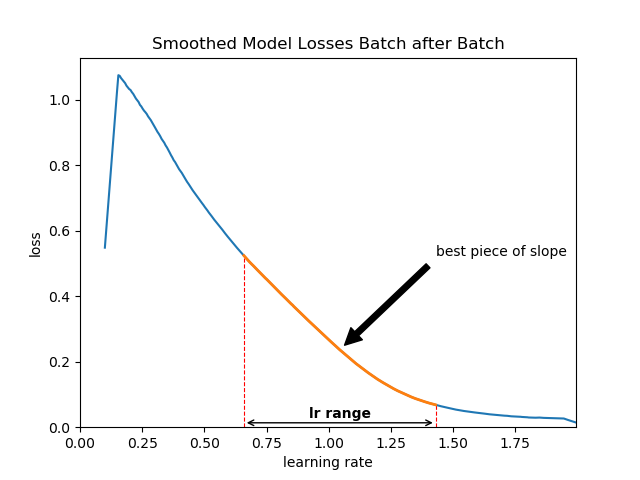 Smoothed Model Losses Batch after Batch
1.0
0.8
0.6
0.4
0.2
0.0
loss
best piece of slope
lr range
0.00 0.25 0.50 0.75 1.00 1.25 1.50 1.75
learning rate